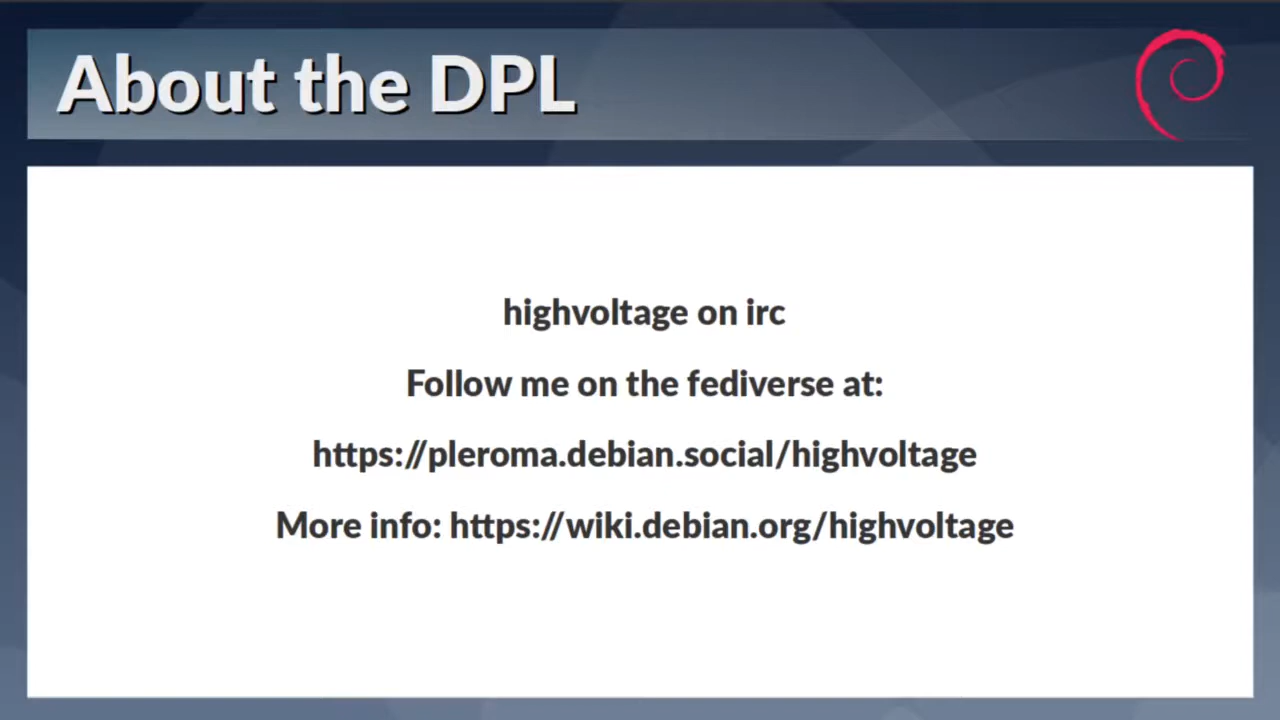 About the DPL
highvoltage on irc
Follow me on the fediverse at:
https://pleroma.debian.social/highvoltage
More info: https://wiki.debian.org/highvoltage